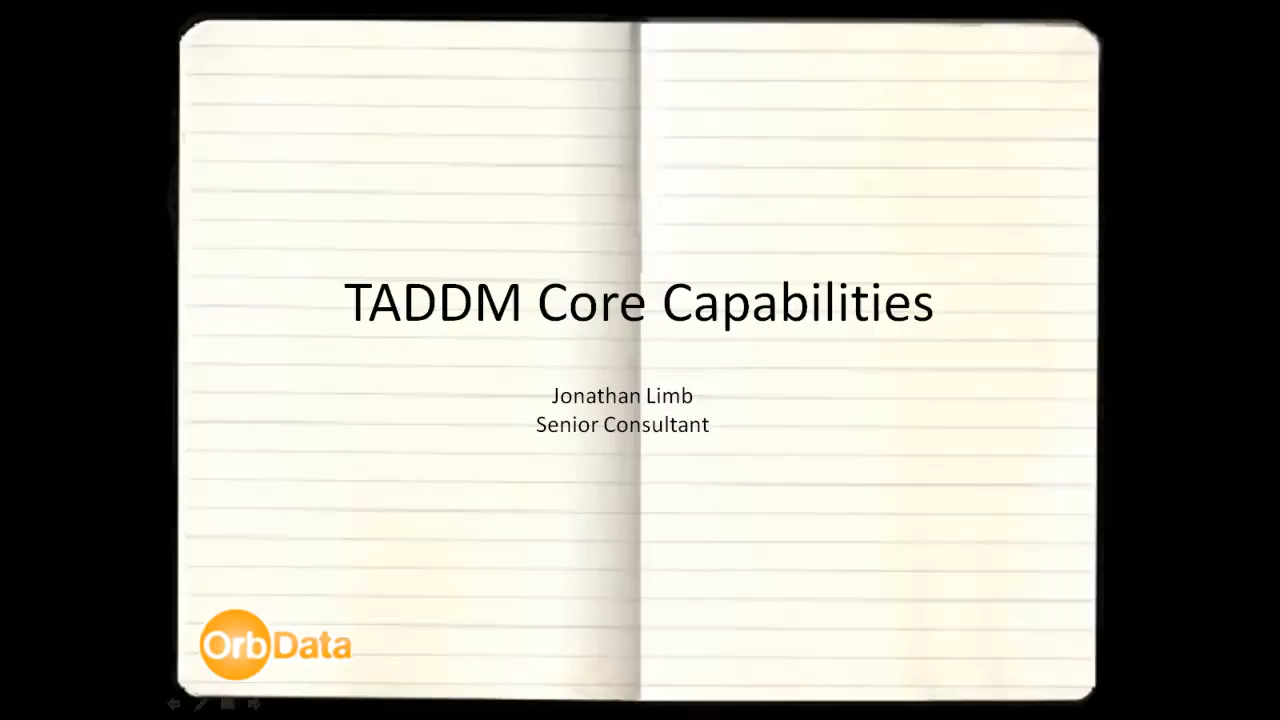 TADDM Core Capabilities
Jonathan Limb
Senior Consultant
OrbData